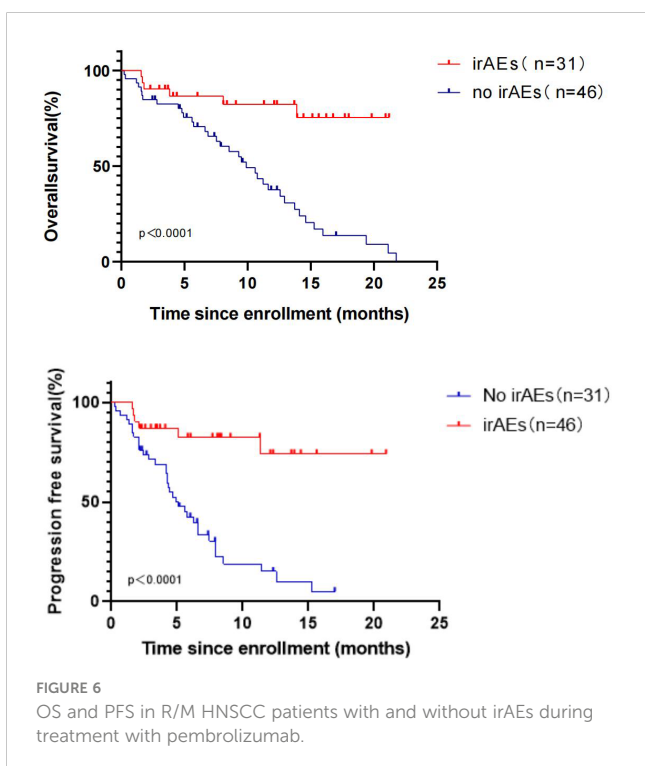 Overallsurvival(%)
100
50
0
p<0.0001
0 5 10 15 20 25
Time since enrollment (months)
irAEs( n=31)
no irAEs(n=46)
Progression free survival(%)
100
50
0
p<0.0001
0 5 10 15 20 25
Time since enrollment (months)
No irAEs(n=31)
irAEs(n=46)
FIGURE 6
OS and PFS in R/M HNSCC patients with and without irAEs during
treatment with pembrolizumab.